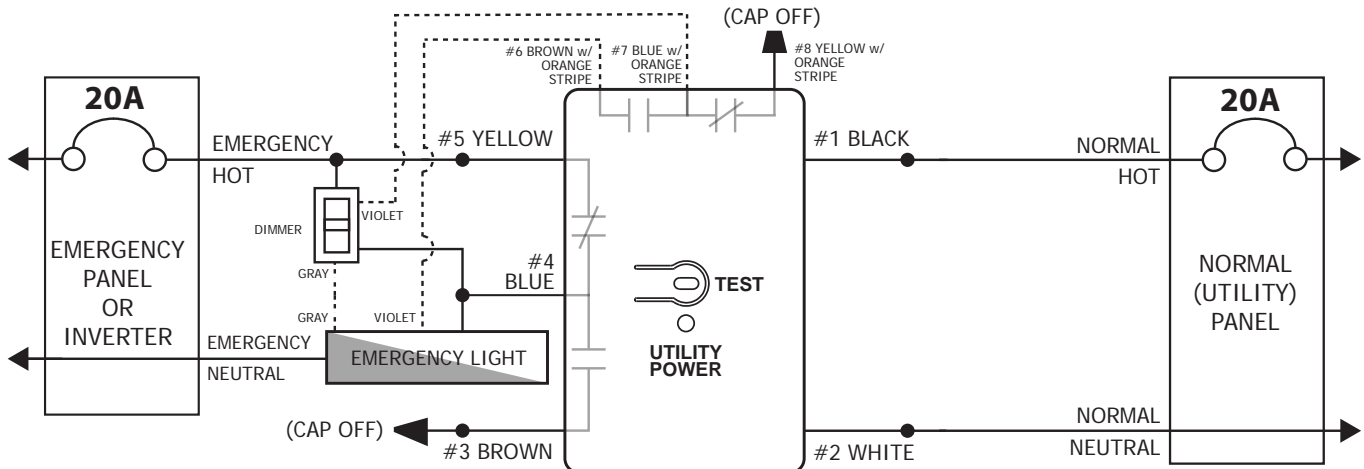 (CAP OFF)
#6 BROWN w/
ORANGE
STRIPE
#7 BLUE w/
ORANGE
STRIPE
#8 YELLOW w/
ORANGE
STRIPE
20A
EMERGENCY
HOT
#5 YELLOW
#1 BLACK
NORMAL
HOT
20A
VIOLET
DIMMER
GRAY
EMERGENCY
PANEL
OR
INVERTER
#4
BLUE
TEST
UTILITY
POWER
NORMAL
(UTILITY)
PANEL
GRAY
VIOLET
EMERGENCY
NEUTRAL
EMERGENCY LIGHT
(CAP OFF)
#3 BROWN
#2 WHITE
NORMAL
NEUTRAL